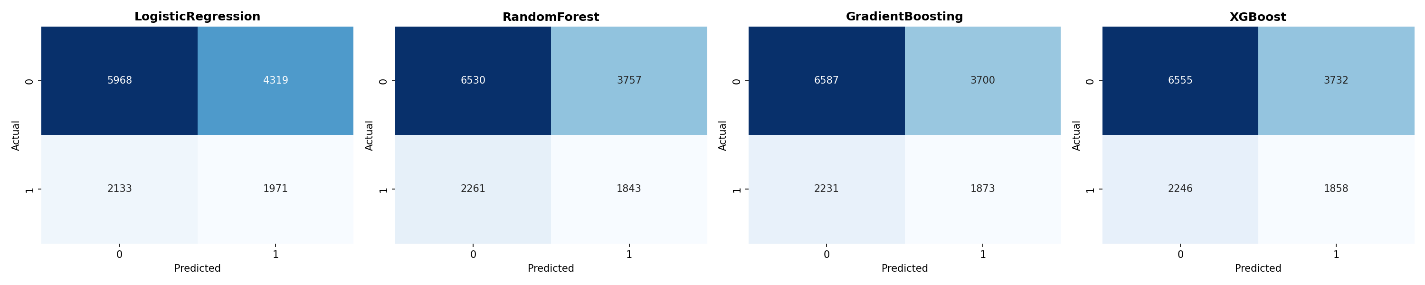 LogisticRegression
0
5968
4319
Actual
1
2133
1971
0
1
Predicted
RandomForest
0
6530
3757
Actual
1
2261
1843
0
1
Predicted
GradientBoosting
0
6587
3700
Actual
1
2231
1873
0
1
Predicted
XGBoost
0
6555
3732
Actual
1
2246
1858
0
1
Predicted